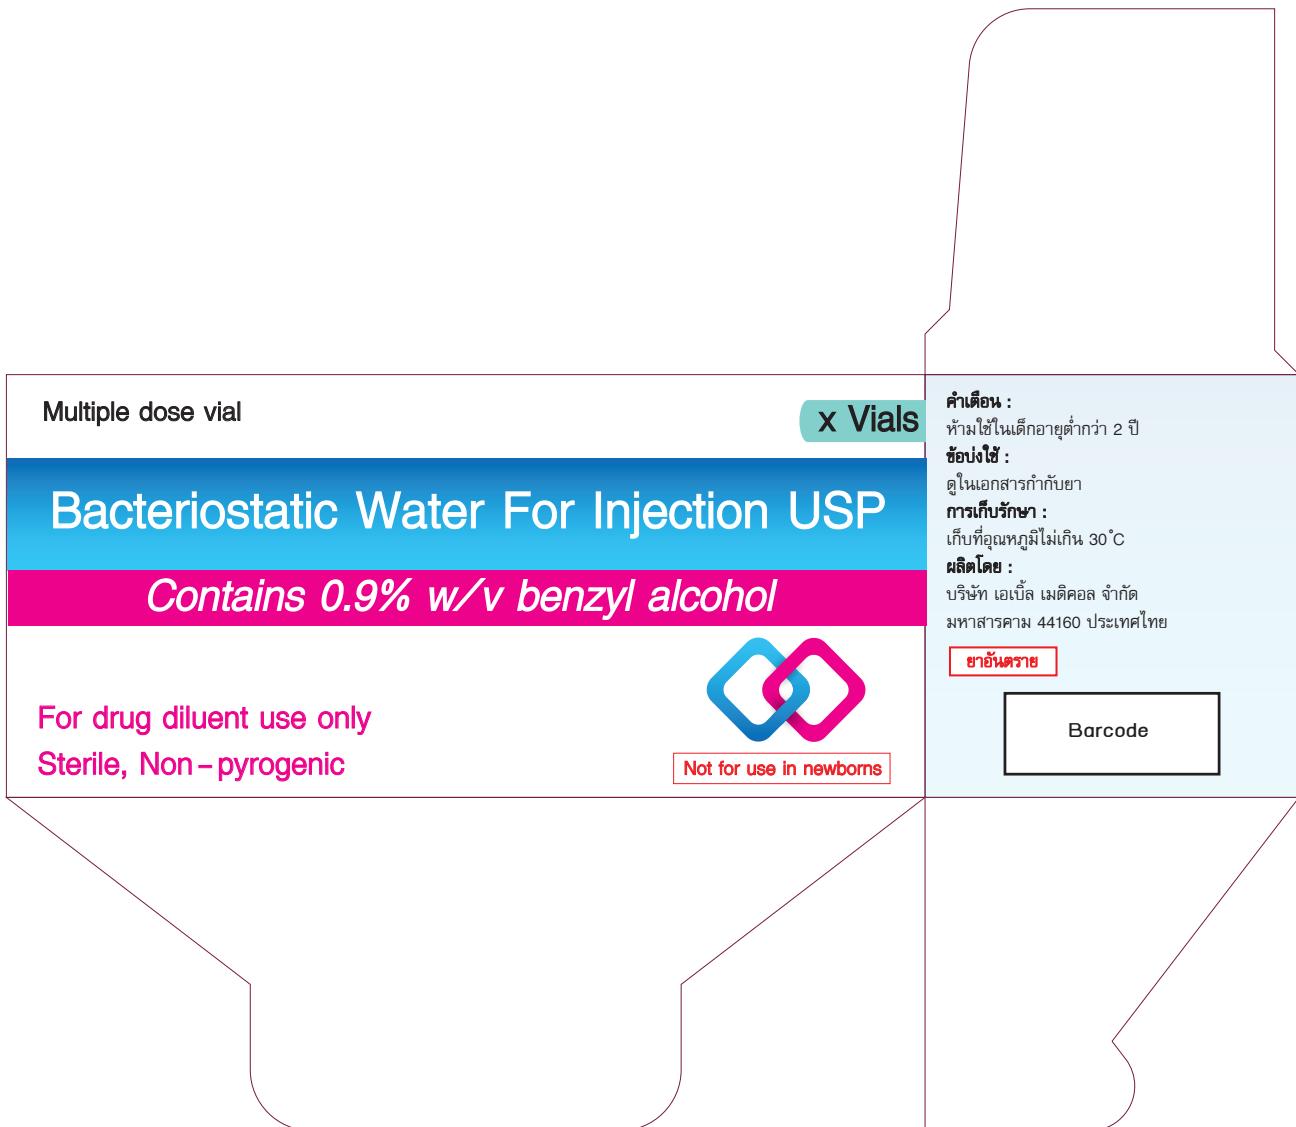 Multiple dose vial
x Vials
Bacteriostatic Water For Injection USP
Contains 0.9% w/v benzyl alcohol
For drug diluent use only
Sterile, Non-pyrogenic
Not for use in newborns
คำเตือน :
ห้ามใช้ในเด็กอายุต่ำกว่า 2 ปี
ข้อบ่งใช้ :
ดูในเอกสารกำกับยา
การเก็บรักษา :
เก็บที่อุณหภูมิไม่เกิน 30°C
ผลิตโดย :
บริษัท เอเบิ้ล เมดิคอล จำกัด
มหาสารคาม 44160 ประเทศไทย
ยาอันตราย
Barcode